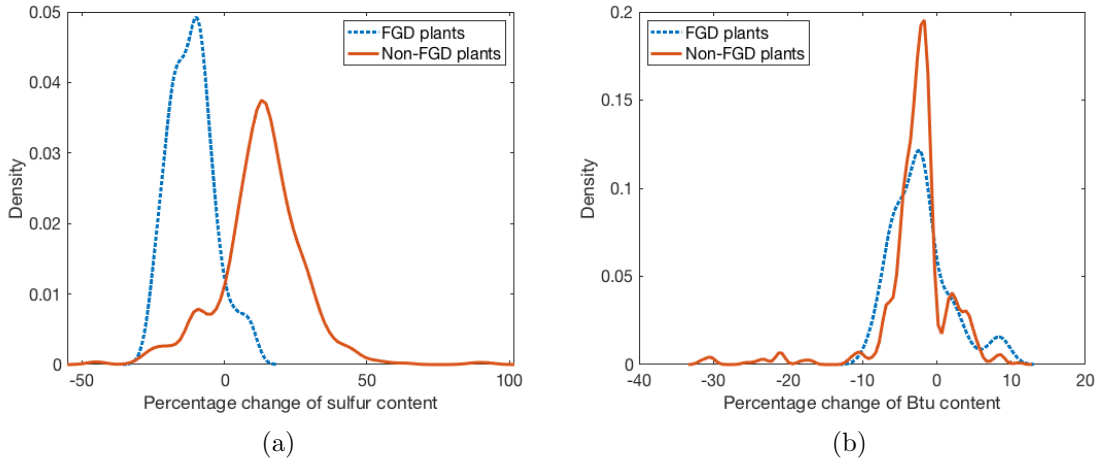 0.05
0.04
0.03
0.02
0.01
0
Density
-50
0
50
100
Percentage change of sulfur content
FGD plants
Non-FGD plants
(a)
0.2
0.15
0.1
0.05
0
Density
-40
-30
-20
-10
0
10
20
Percentage change of Btu content
FGD plants
Non-FGD plants
(b)